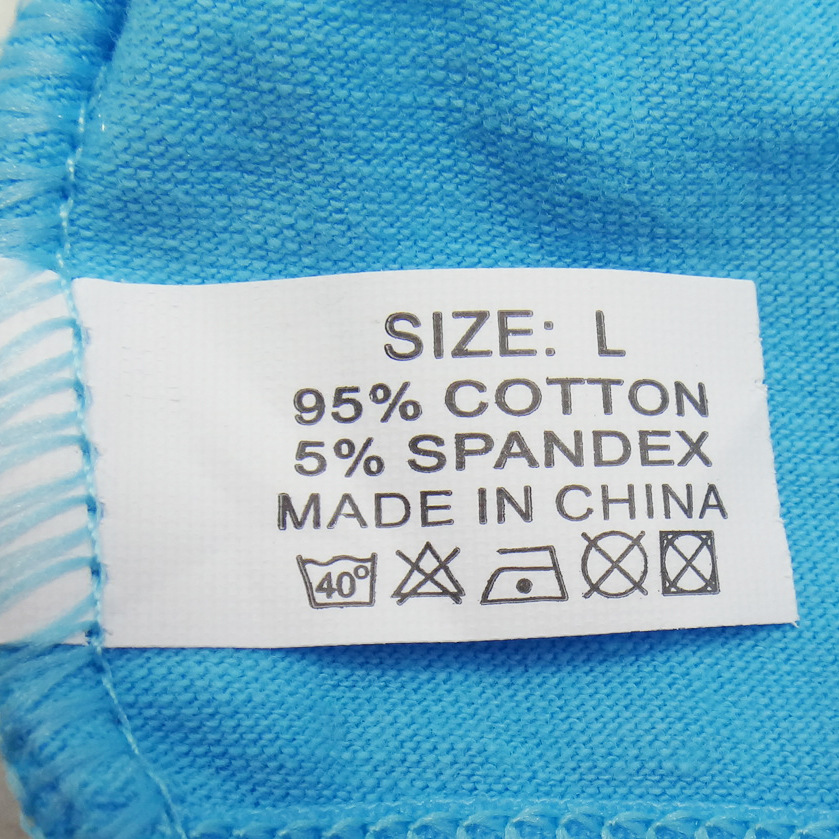 SIZE: L
95% COTTON
5% SPANDEX
MADE IN CHINA
40°